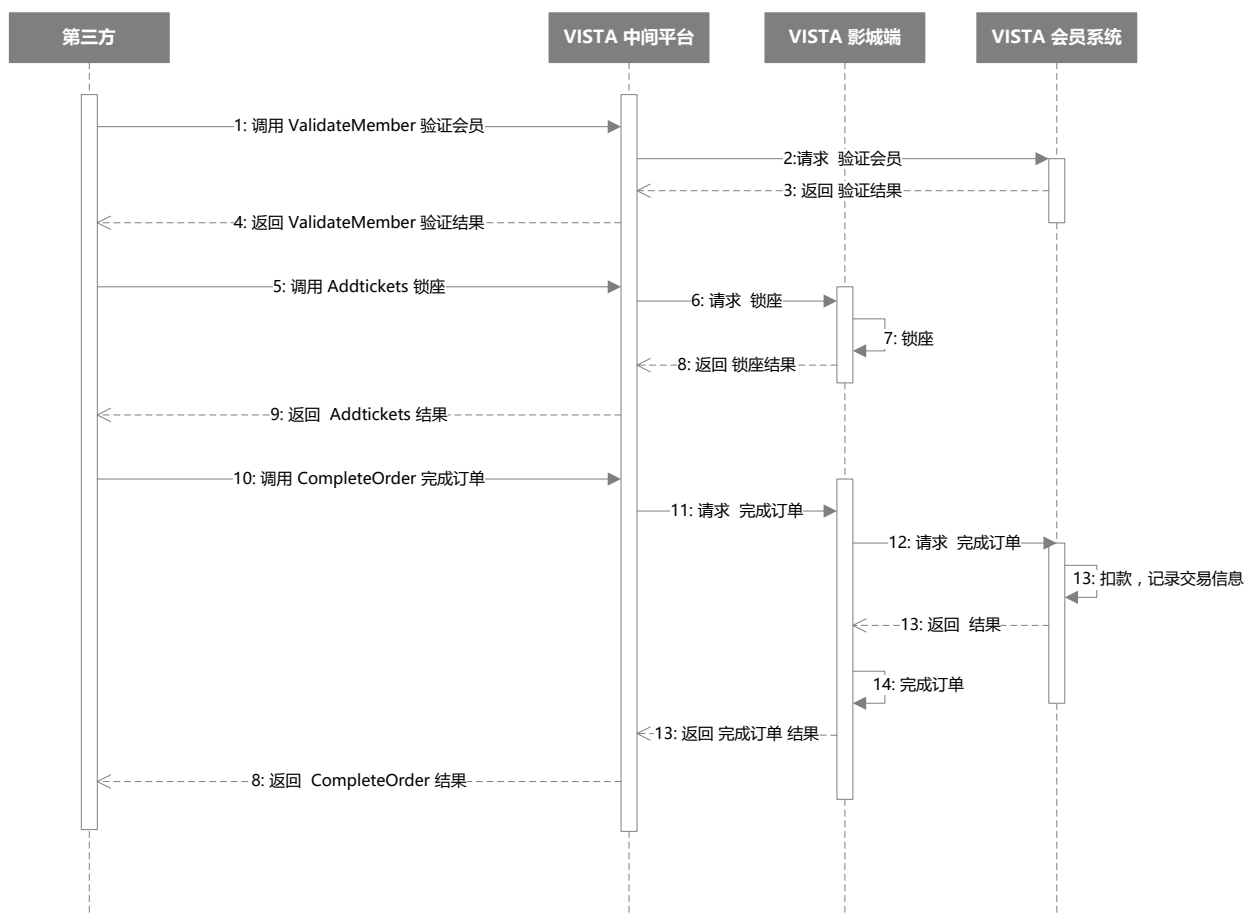 第三方
VISTA 中间平台
VISTA 影城端
VISTA 会员系统
1: 调用 ValidateMember 验证会员
2:请求 验证会员
3: 返回 验证结果
4: 返回 ValidateMember 验证结果
5: 调用 Addtickets 锁座
6: 请求 锁座
7: 锁座
8: 返回 锁座结果
9: 返回 Addtickets 结果
10: 调用 CompleteOrder 完成订单
11: 请求 完成订单
12: 请求 完成订单
13: 扣款，记录交易信息
13: 返回 结果
14: 完成订单
13: 返回 完成订单 结果
8: 返回 CompleteOrder 结果